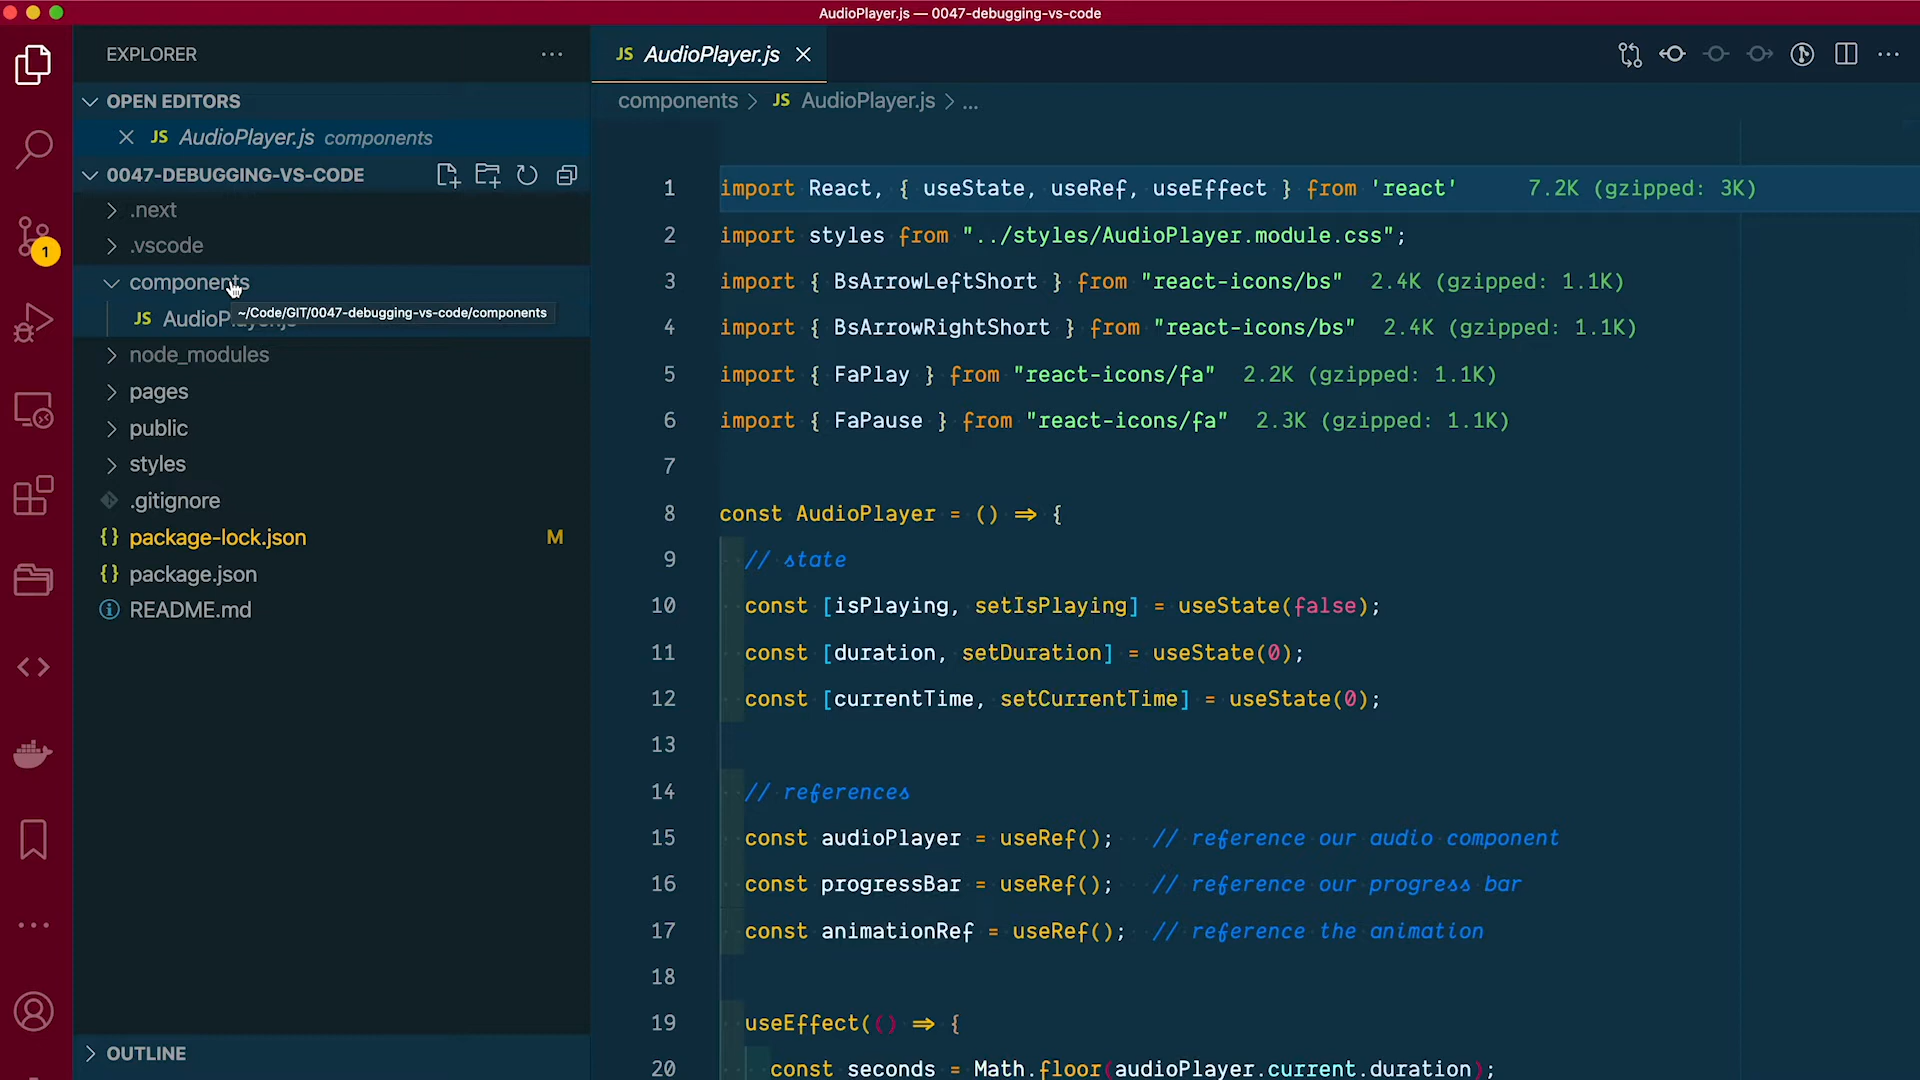 AudioPlayer.js — 0047-debugging-vs-code
EXPLORER
OPEN EDITORS
JS AudioPlayer.js components
0047-DEBUGGING-VS-CODE
.next
.vscode
components
JS AudioPlayer.js
~/Code/GIT/0047-debugging-vs-code/components
node_modules
pages
public
styles
.gitignore
{} package-lock.json M
{} package.json
README.md
OUTLINE
1
JS AudioPlayer.js
components > JS AudioPlayer.js > ...
1 import React, { useState, useRef, useEffect } from 'react' 7.2K (gzipped: 3K)
2 import styles from "../styles/AudioPlayer.module.css";
3 import { BsArrowLeftShort } from "react-icons/bs" 2.4K (gzipped: 1.1K)
4 import { BsArrowRightShort } from "react-icons/bs" 2.4K (gzipped: 1.1K)
5 import { FaPlay } from "react-icons/fa" 2.2K (gzipped: 1.1K)
6 import { FaPause } from "react-icons/fa" 2.3K (gzipped: 1.1K)
7
8 const AudioPlayer = () ⇒ {
9 // state
10 const [isPlaying, setIsPlaying] = useState(false);
11 const [duration, setDuration] = useState(0);
12 const [currentTime, setCurrentTime] = useState(0);
13
14 // references
15 const audioPlayer = useRef(); // reference our audio component
16 const progressBar = useRef(); // reference our progress bar
17 const animationRef = useRef(); // reference the animation
18
19 useEffect(() ⇒ {
20 const seconds = Math.floor(audioPlayer.current.duration);